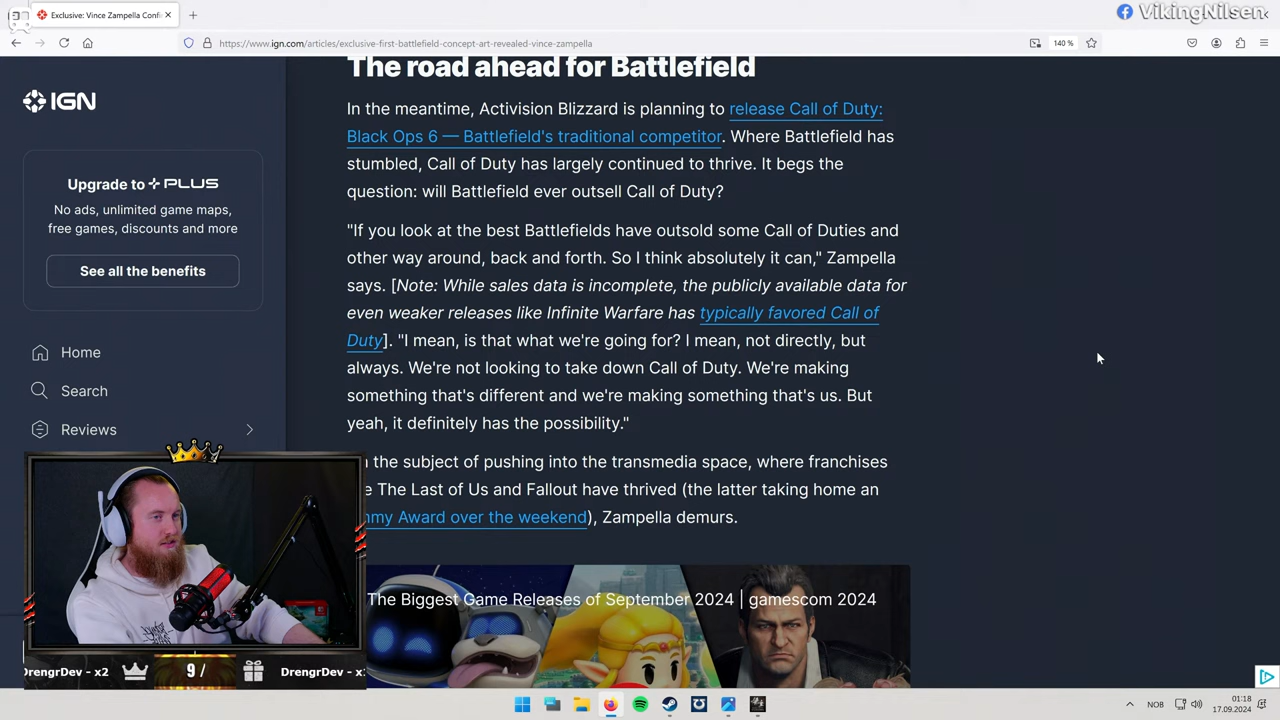 Exclusive: Vince Zampella Confi
VikingNilsen
https://www.ign.com/articles/exclusive-first-battlefield-concept-art-revealed-vince-zampella
140 %
IGN
Upgrade to PLUS
No ads, unlimited game maps,
free games, discounts and more
See all the benefits
Home
Search
Reviews
The road ahead for Battlefield
In the meantime, Activision Blizzard is planning to release Call of Duty:
Black Ops 6 — Battlefield's traditional competitor. Where Battlefield has
stumbled, Call of Duty has largely continued to thrive. It begs the
question: will Battlefield ever outsell Call of Duty?
"If you look at the best Battlefields have outsold some Call of Duties and
other way around, back and forth. So I think absolutely it can," Zampella
says. [Note: While sales data is incomplete, the publicly available data for
even weaker releases like Infinite Warfare has typically favored Call of
Duty]. "I mean, is that what we're going for? I mean, not directly, but
always. We're not looking to take down Call of Duty. We're making
something that's different and we're making something that's us. But
yeah, it definitely has the possibility."
the subject of pushing into the transmedia space, where franchises
The Last of Us and Fallout have thrived (the latter taking home an
my Award over the weekend), Zampella demurs.
The Biggest Game Releases of September 2024 | gamescom 2024
DrengrDev - x2
9 /
DrengrDev - x
NOB
01:18
17.09.2024